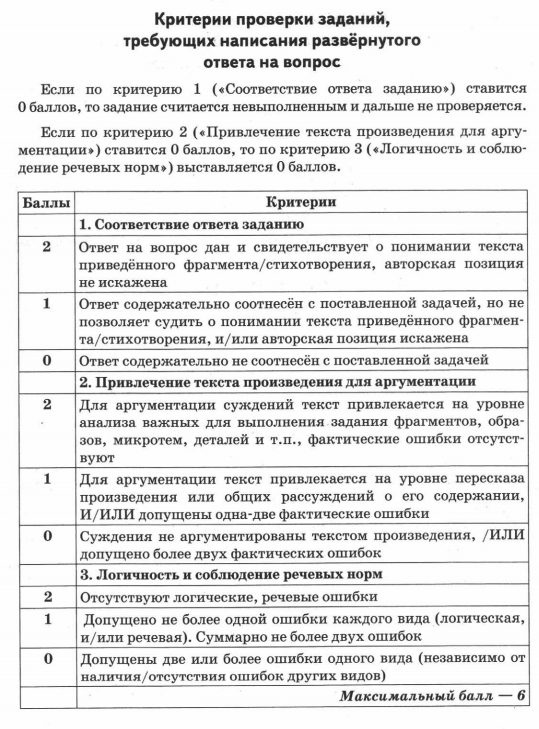 Критерии проверки заданий,
требующих написания развёрнутого
ответа на вопрос
Если по критерию 1 («Соответствие ответа заданию») ставится
0 баллов, то задание считается невыполненным и дальше не проверяется.
Если по критерию 2 («Привлечение текста произведения для аргу-
ментации») ставится 0 баллов, то по критерию 3 («Логичность и соблю-
дение речевых норм») выставляется 0 баллов.
Баллы Критерии
1. Соответствие ответа заданию
2 Ответ на вопрос дан и свидетельствует о понимании текста
приведённого фрагмента/стихотворения, авторская позиция
не искажена
1 Ответ содержательно соотнесён с поставленной задачей, но не
позволяет судить о понимании текста приведённого фрагмен-
та/стихотворения, и/или авторская позиция искажена
0 Ответ содержательно не соотнесён с поставленной задачей
2. Привлечение текста произведения для аргументации
2 Для аргументации суждений текст привлекается на уровне
анализа важных для выполнения задания фрагментов, обра-
зов, микротем, деталей и т.п., фактические ошибки отсутст-
вуют
1 Для аргументации текст привлекается на уровне пересказа
произведения или общих рассуждений о его содержании,
И/ИЛИ допущены одна-две фактические ошибки
0 Суждения не аргументированы текстом произведения, /ИЛИ
допущено более двух фактических ошибок
3. Логичность и соблюдение речевых норм
2 Отсутствуют логические, речевые ошибки
1 Допущено не более одной ошибки каждого вида (логическая,
и/или речевая). Суммарно не более двух ошибок
0 Допущены две или более ошибки одного вида (независимо от
наличия/отсутствия ошибок других видов)
Максимальный балл — 6